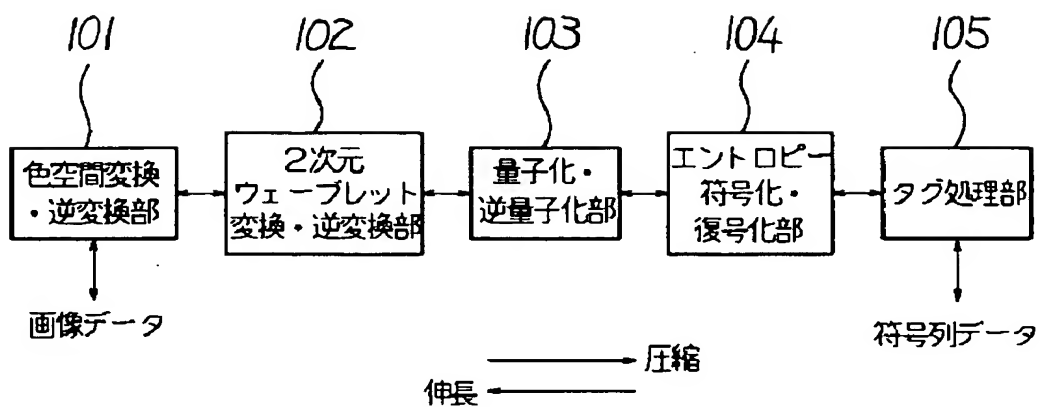 101
102
103
104
105
色空間変換
・逆変換部
2次元
ウェーブレット
変換・逆変換部
量子化・
逆量子化部
エントロピー
符号化・
復号化部
タグ処理部
画像データ
符号列データ
圧縮
伸長